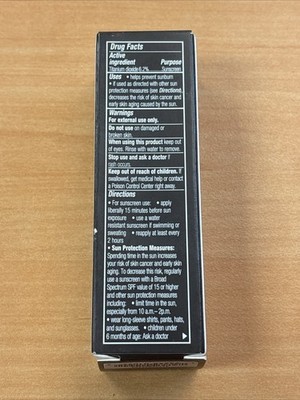 Drug Facts
Active
ingredient Purpose
Titanium dioxide 6.2% Sunscreen
Uses • helps prevent sunburn
• if used as directed with other sun
protection measures (see Directions),
decreases the risk of skin cancer and
early skin aging caused by the sun.
Warnings
For external use only.
Do not use on damaged or
broken skin.
When using this product keep out
of eyes. Rinse with water to remove.
Stop use and ask a doctor if
rash occurs.
Keep out of reach of children. If
swallowed, get medical help or contact
a Poison Control Center right away.
Directions
• For sunscreen use: • apply
liberally 15 minutes before sun
exposure • use a water
resistant sunscreen if swimming or
sweating • reapply at least every
2 hours
• Sun Protection Measures:
Spending time in the sun increases
your risk of skin cancer and early skin
aging. To decrease this risk, regularly
use a sunscreen with a Broad
Spectrum SPF value of 15 or higher
and other sun protection measures
including: • limit time in the sun,
especially from 10 a.m. – 2p.m.
• wear long-sleeve shirts, pants, hats,
and sunglasses. • children under
6 months of age: Ask a doctor